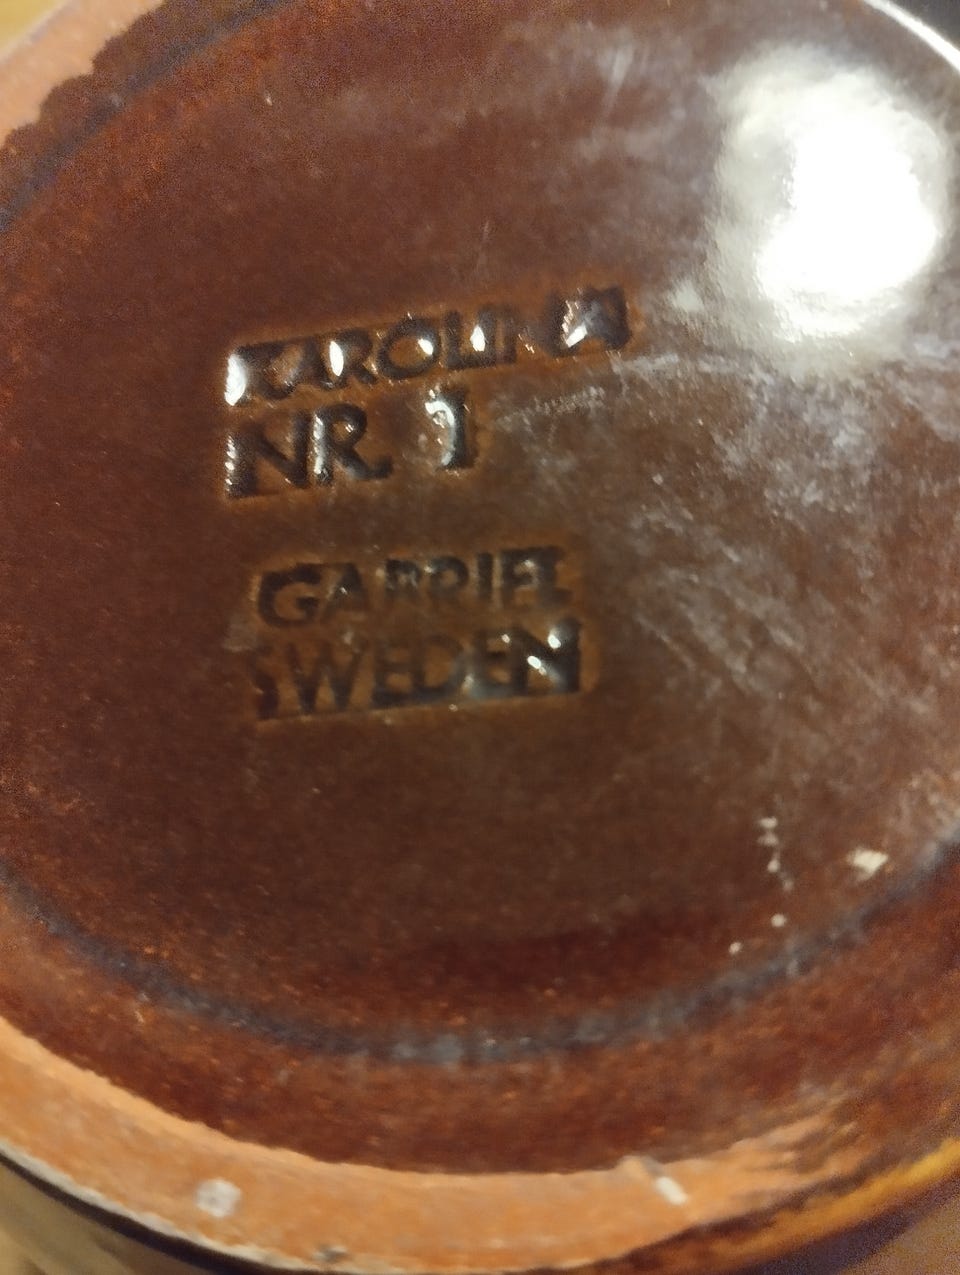 KAROLINA
NR 1
GABRIEL
SWEDEN